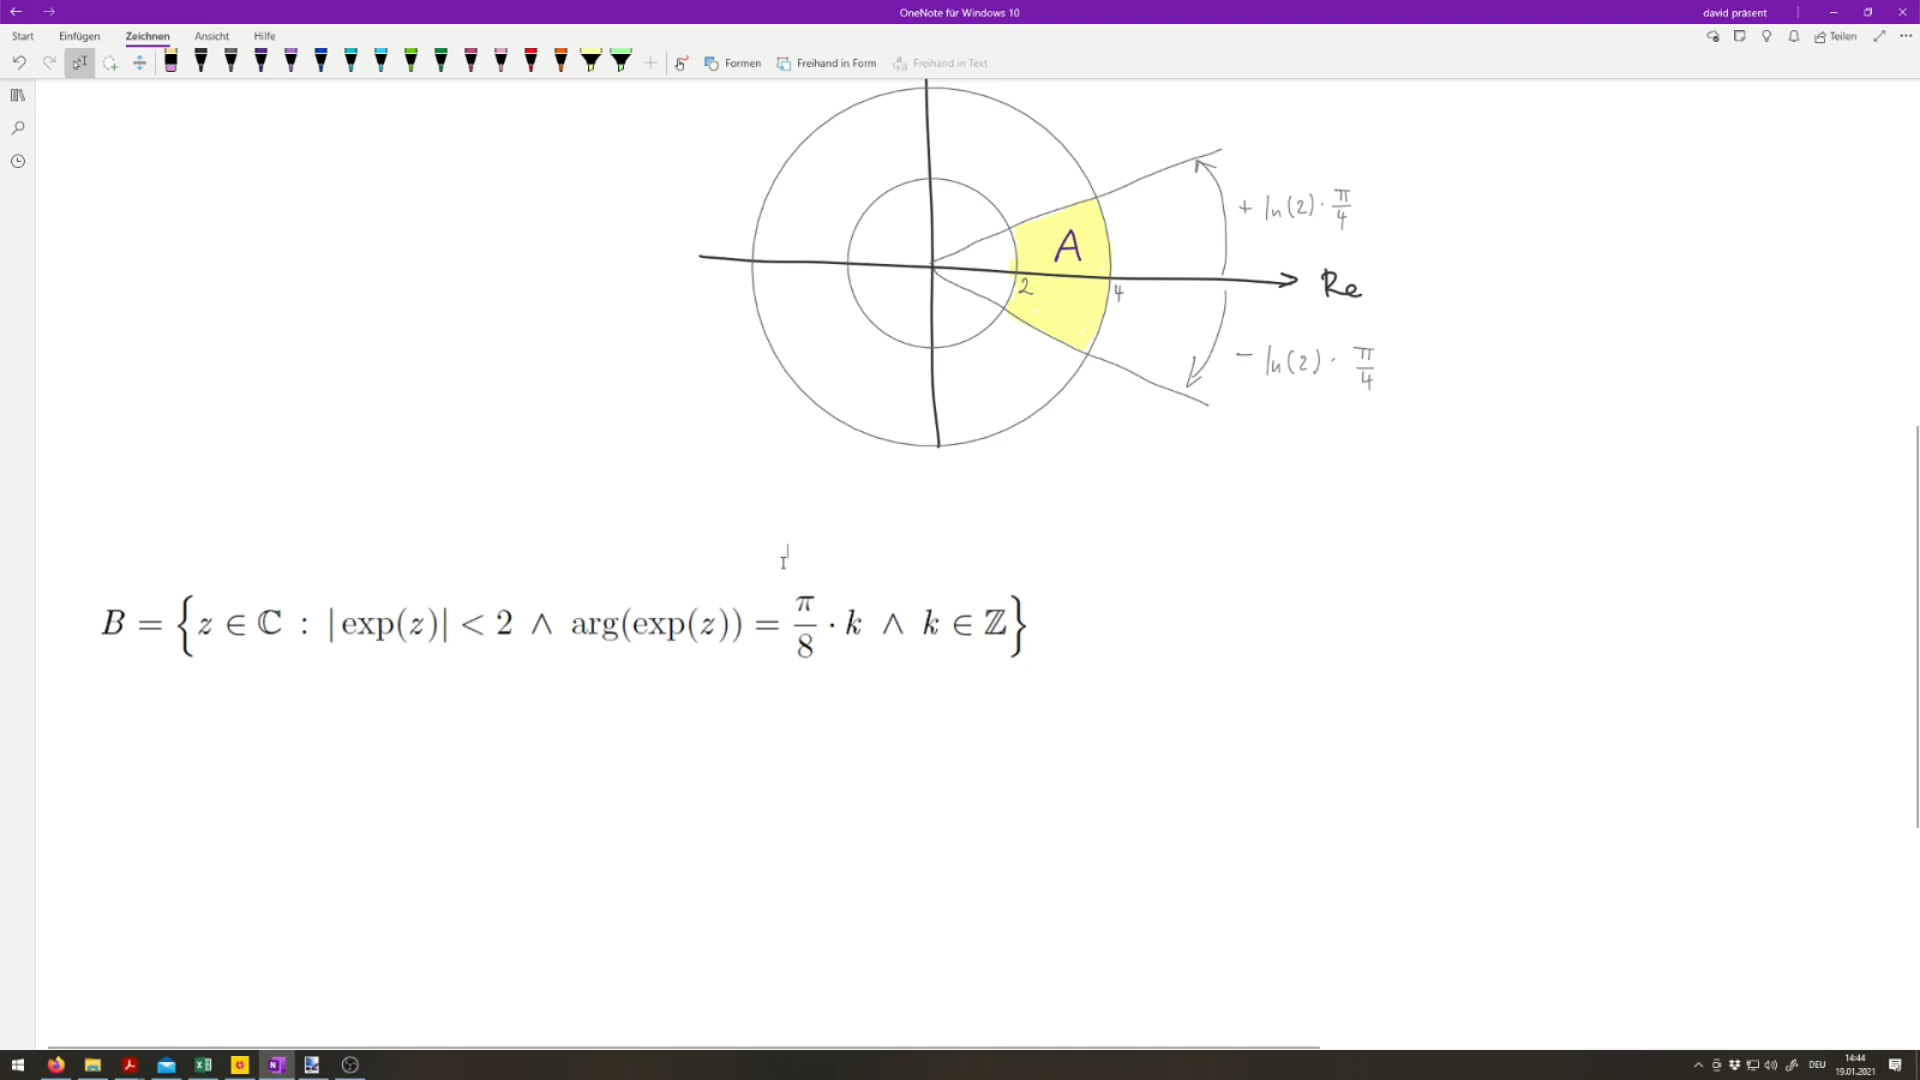 OneNote für Windows 10
david präsent
Start Einfügen Zeichnen Ansicht Hilfe
Teilen
Formen Freihand in Form Freihand in Text
+ ln(2) · π/4
A
2 4
Re
- ln(2) · π/4
B = {z ∈ ℂ : |exp(z)| < 2 ∧ arg(exp(z)) = π/8 · k ∧ k ∈ ℤ}
DEU
14:44
19.01.2021